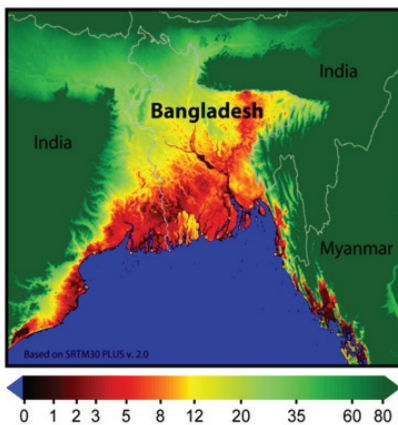 India
Bangladesh
India
Myanmar
Based on SRTM30 PLUS v. 2.0
0 1 2 3 5 8 12 20 35 60 80